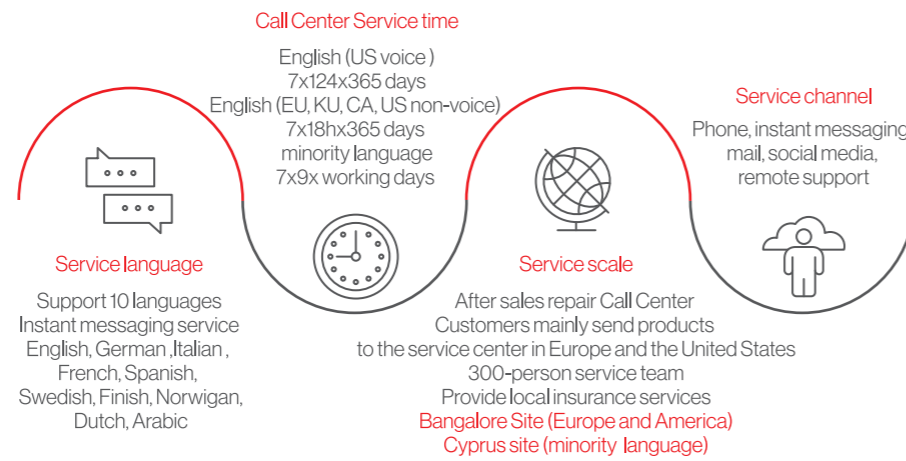 Call Center Service time
English (US voice )
7x124x365 days
English (EU, KU, CA, US non-voice)
7x18hx365 days
minority language
7x9x working days
Service channel
Phone, instant messaging
mail, social media,
remote support
Service language
Support 10 languages
Instant messaging service
English, German ,Italian ,
French, Spanish,
Swedish, Finish, Norwigan,
Dutch, Arabic
Service scale
After sales repair Call Center
Customers mainly send products
to the service center in Europe and the United States
300-person service team
Provide local insurance services
Bangalore Site (Europe and America)
Cyprus site (minority language)